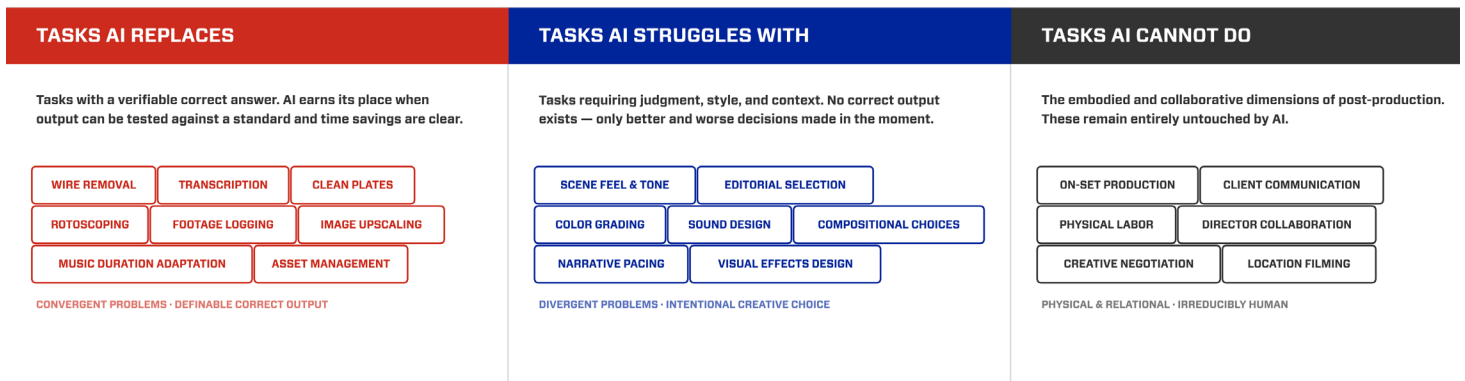 TASKS AI REPLACES
Tasks with a verifiable correct answer. AI earns its place when
output can be tested against a standard and time savings are clear.
WIRE REMOVAL
TRANSCRIPTION
CLEAN PLATES
ROTOSCOPING
FOOTAGE LOGGING
IMAGE UPSCALING
MUSIC DURATION ADAPTATION
ASSET MANAGEMENT
CONVERGENT PROBLEMS · DEFINABLE CORRECT OUTPUT
TASKS AI STRUGGLES WITH
Tasks requiring judgment, style, and context. No correct output
exists — only better and worse decisions made in the moment.
SCENE FEEL & TONE
EDITORIAL SELECTION
COLOR GRADING
SOUND DESIGN
COMPOSITIONAL CHOICES
NARRATIVE PACING
VISUAL EFFECTS DESIGN
DIVERGENT PROBLEMS · INTENTIONAL CREATIVE CHOICE
TASKS AI CANNOT DO
The embodied and collaborative dimensions of post-production.
These remain entirely untouched by AI.
ON-SET PRODUCTION
CLIENT COMMUNICATION
PHYSICAL LABOR
DIRECTOR COLLABORATION
CREATIVE NEGOTIATION
LOCATION FILMING
PHYSICAL & RELATIONAL · IRREDUCIBLY HUMAN